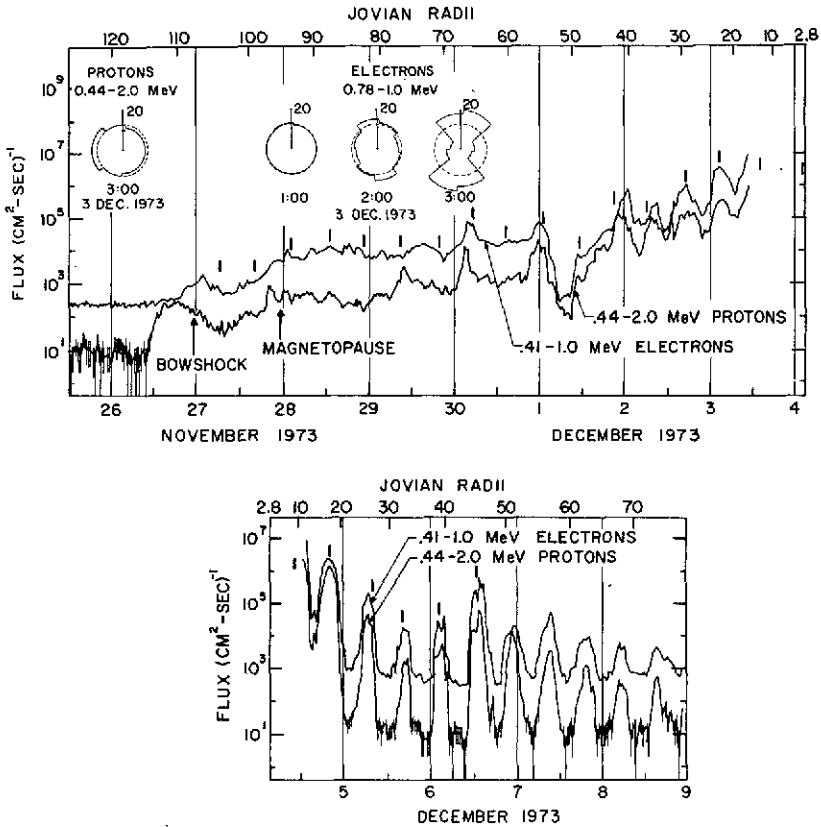 JOVIAN RADII
120 110 100 90 80 70 60 50 40 30 20 10 2.8
PROTONS
0.44-2.0 MeV
20
3:00
3 DEC. 1973
ELECTRONS
0.78-1.0 MeV
20 20 20
1:00 2:00 3:00
3 DEC. 1973
FLUX (CM²-SEC)⁻¹
10⁹
10⁷
10⁵
10³
10¹
BOWSHOCK
MAGNETOPAUSE
.44-2.0 MeV PROTONS
.41-1.0 MeV ELECTRONS
26 27 28 29 30 1 2 3 4
NOVEMBER 1973 DECEMBER 1973
JOVIAN RADII
2.8 10 20 30 40 50 60 70
.41-1.0 MeV ELECTRONS
.44-2.0 MeV PROTONS
FLUX (CM²-SEC)⁻¹
10⁷
10⁵
10³
10¹
5 6 7 8 9
DECEMBER 1973